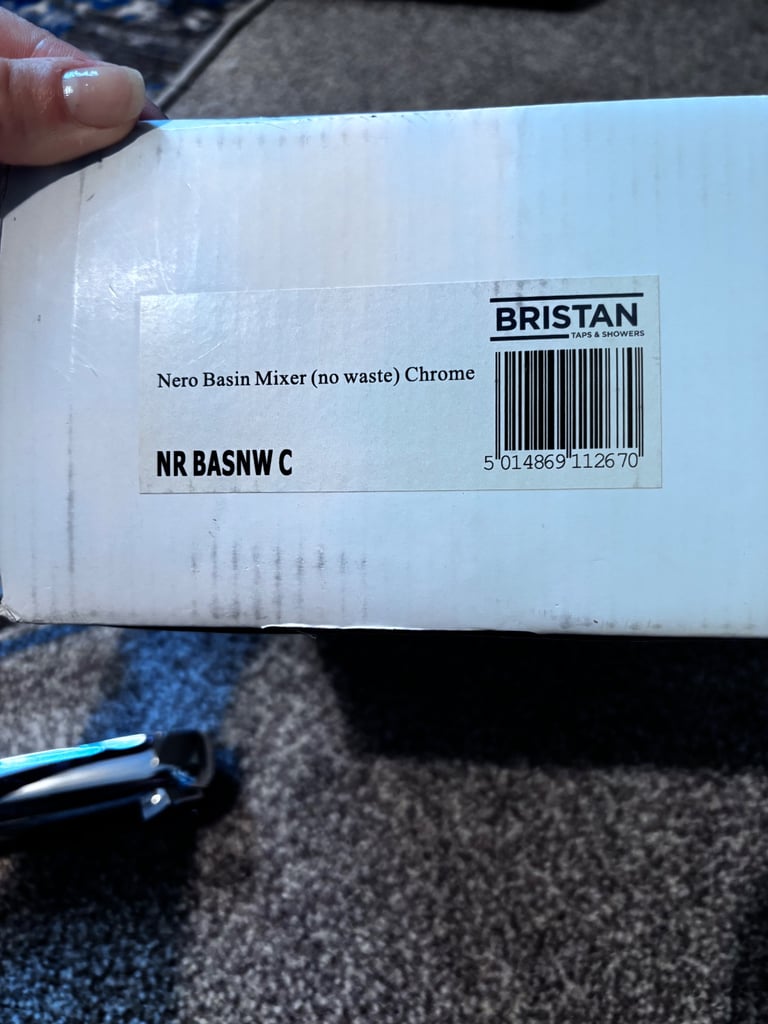 BRISTAN
TAPS & SHOWERS
Nero Basin Mixer (no waste) Chrome
NR BASNW C
5 014869 112670